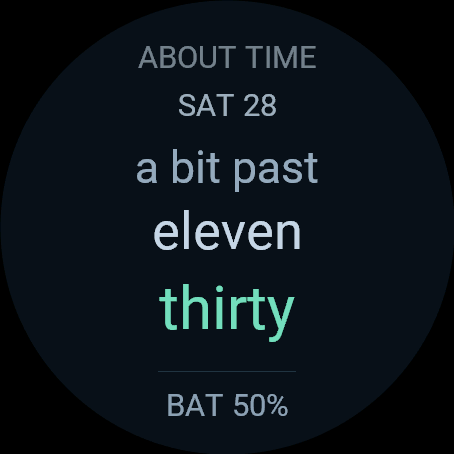 ABOUT TIME
SAT 28
a bit past
eleven
thirty
BAT 50%